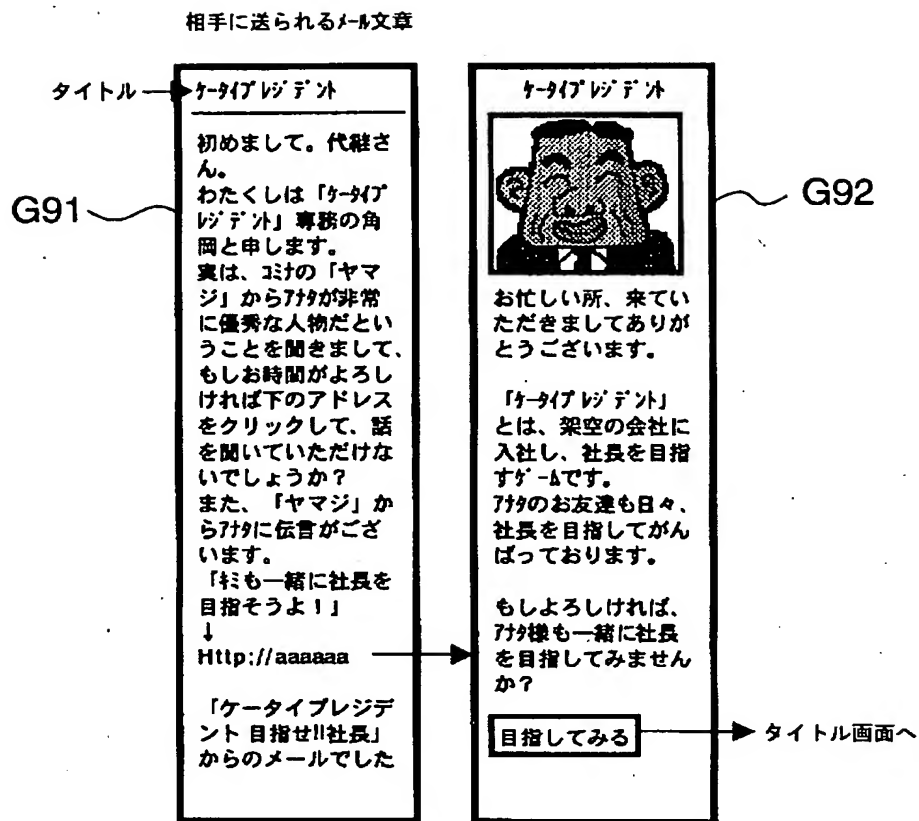 相手に送られるﾒｰﾙ文章
タイトル
G91
ｹｰﾀｲﾌﾟﾚｼﾞﾃﾞﾝﾄ
初めまして。代継さ
ん。
わたくしは「ｹｰﾀｲﾌﾟ
ﾚｼﾞﾃﾞﾝﾄ」専務の角
岡と申します。
実は、ｺﾐﾅの「ヤマ
ジ」からｱﾅﾀが非常
に優秀な人物だとい
うことを聞きまして、
もしお時間がよろし
ければ下のアドレス
をクリックして、話
を聞いていただけな
いでしょうか？
また、「ヤマジ」か
らｱﾅﾀに伝言がござ
います。
「ｷﾐも一緒に社長を
目指そうよ！」
↓
Http://aaaaaa
「ケータイプレジデ
ント 目指せ!!社長」
からのメールでした
ｹｰﾀｲﾌﾟﾚｼﾞﾃﾞﾝﾄ
G92
お忙しい所、来てい
ただきましてありが
とうございます。
「ｹｰﾀｲﾌﾟﾚｼﾞﾃﾞﾝﾄ」
とは、架空の会社に
入社し、社長を目指
すｹﾞｰﾑです。
ｱﾅﾀのお友達も日々、
社長を目指してがん
ばっております。
もしよろしければ、
ｱﾅﾀ様も一緒に社長
を目指してみません
か？
目指してみる
タイトル画面へ